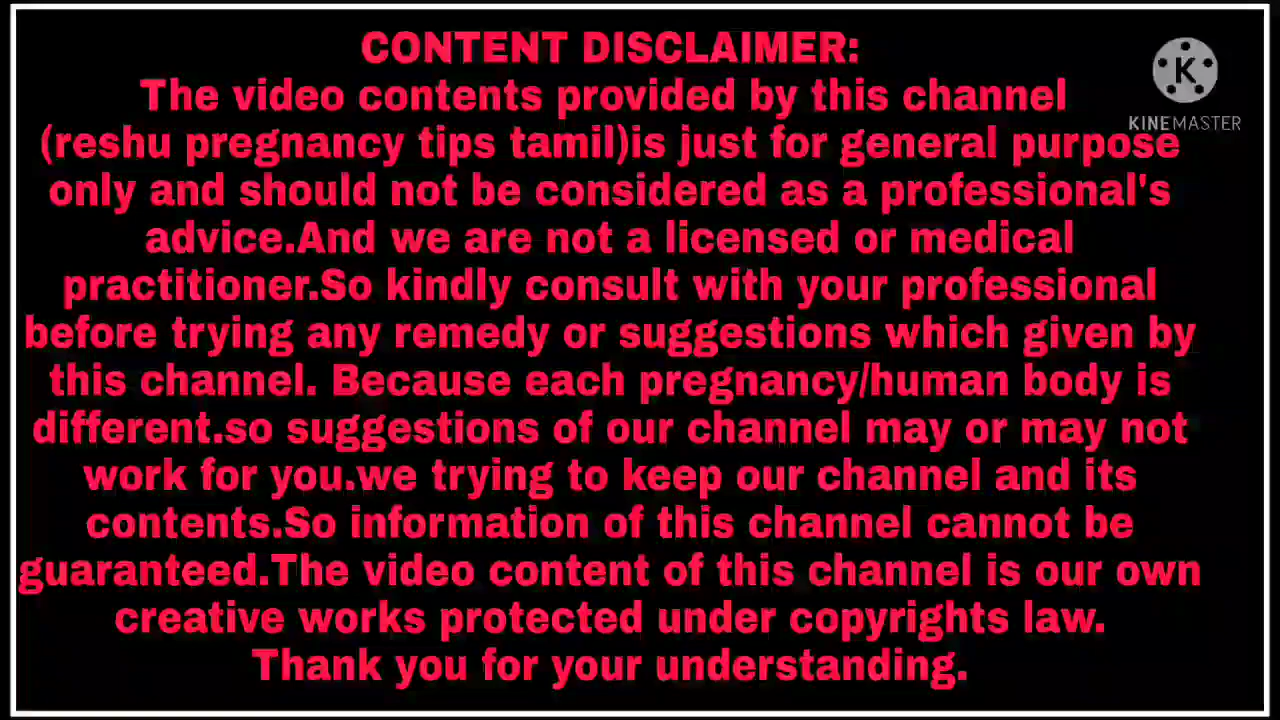 CONTENT DISCLAIMER:
The video contents provided by this channel
(reshu pregnancy tips tamil)is just for general purpose
only and should not be considered as a professional's
advice.And we are not a licensed or medical
practitioner.So kindly consult with your professional
before trying any remedy or suggestions which given by
this channel. Because each pregnancy/human body is
different.so suggestions of our channel may or may not
work for you.we trying to keep our channel and its
contents.So information of this channel cannot be
guaranteed.The video content of this channel is our own
creative works protected under copyrights law.
Thank you for your understanding.
K
KINEMASTER